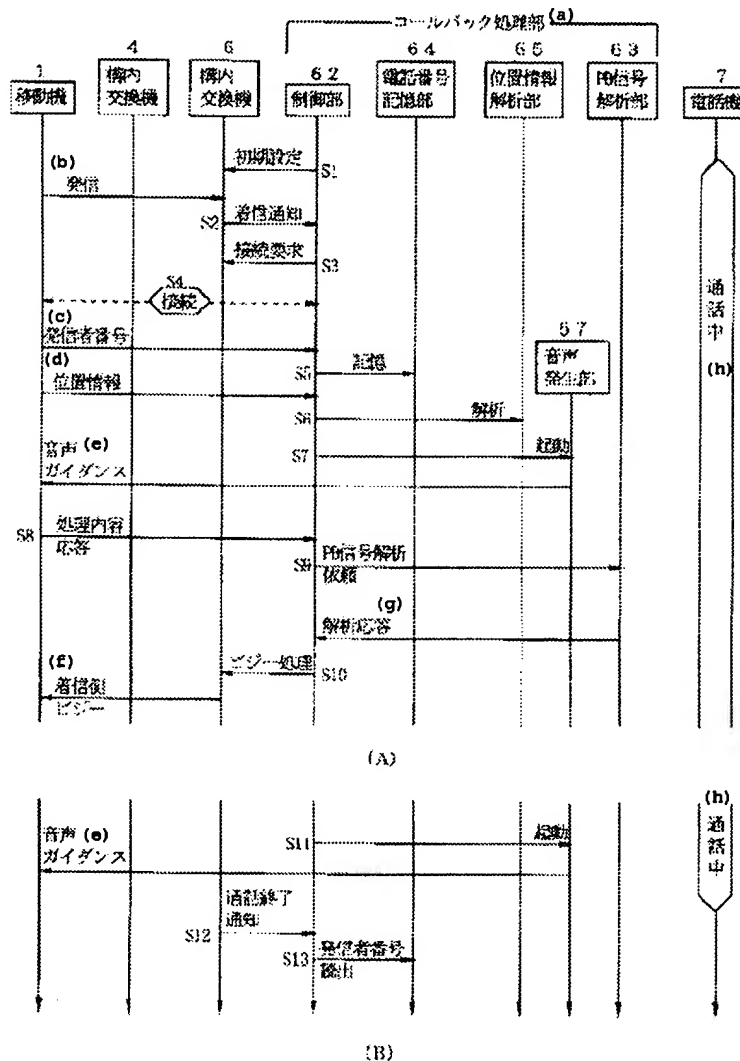 コールバック処理部 (a)
1
移動機
4
構内
交換機
6
構内
交換機
62
制御部
64
電話番号
記憶部
65
位置情報
解析部
63
PB信号
解析部
7
電話機
初期設定
S1
(b)
発信
S2
着信通知
接続要求
S3
S4
接続
(c)
発信者番号
(d)
位置情報
S5
記憶
S6
解析
67
音声
発生部
通話中
(h)
S7
起動
音声 (e)
ガイダンス
S8
処理内容
応答
S9
PB信号解析
依頼
(g)
解析応答
(f)
ビジー処理
S10
着信側
ビジー
(A)
音声 (e)
ガイダンス
S11
起動
(h)
通話中
通話終了
通知
S12
S13
発信者番号
抽出
(B)